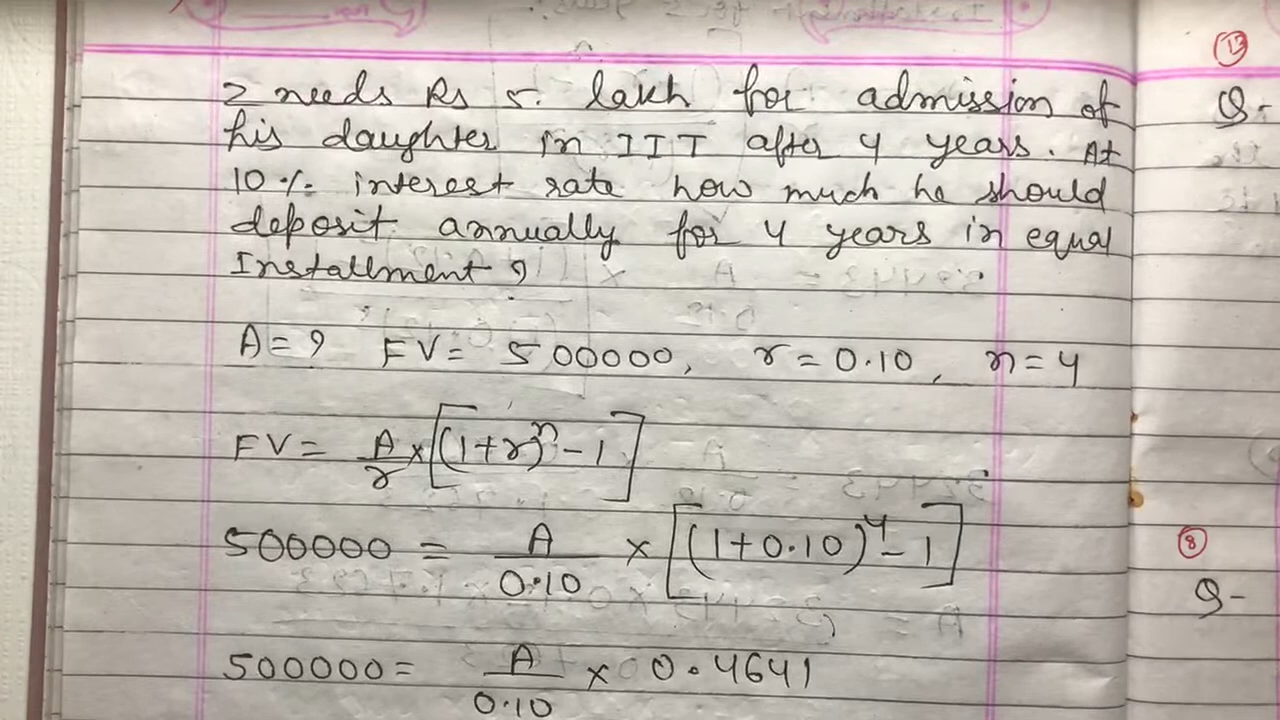 Z needs Rs 5. lakh for admission of
his daughter in IIT after 4 years. At
10 % interest rate how much he should
deposit annually for 4 years in equal
Installment ?
A = ? FV = 500000, r = 0.10, n = 4
FV = A/r × [(1+r)^n - 1]
500000 = A/0.10 × [(1+0.10)^4 - 1]
500000 = A/0.10 × 0.4641
13
Q-
8
Q-